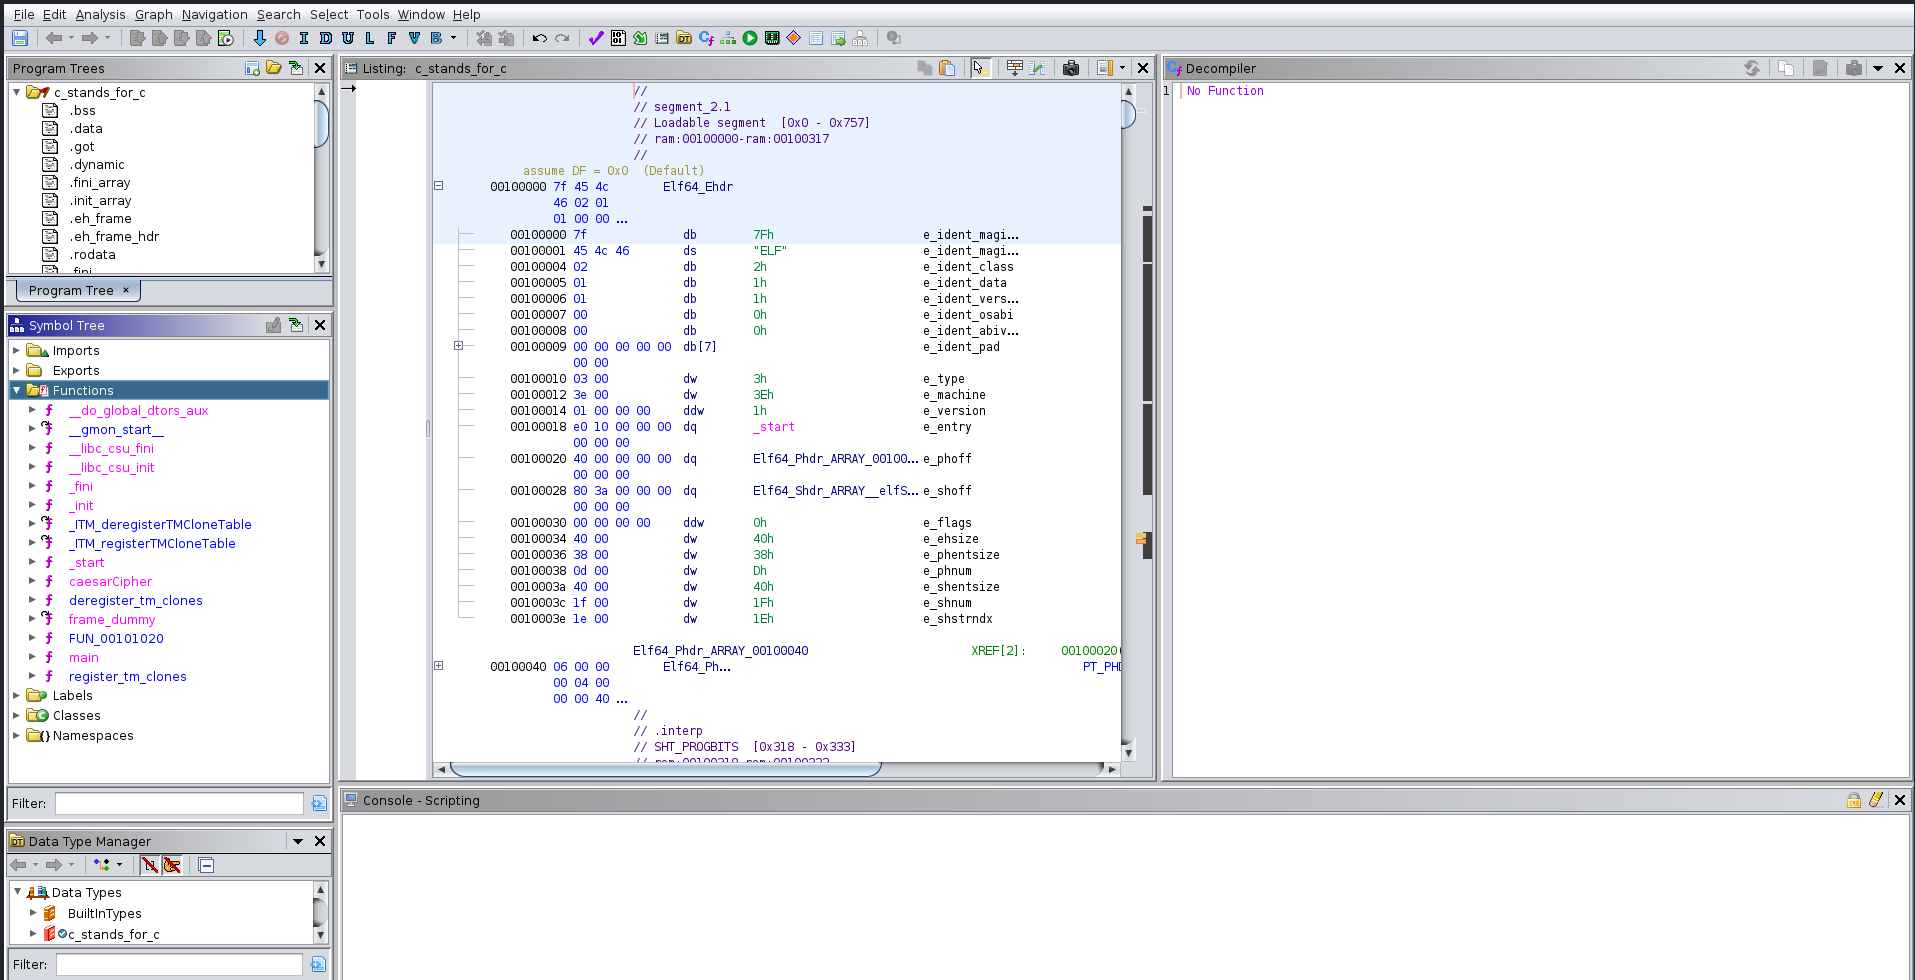 File Edit Analysis Graph Navigation Search Select Tools Window Help
I D U L F V B
Program Trees
c_stands_for_c
.bss
.data
.got
.dynamic
.fini_array
.init_array
.eh_frame
.eh_frame_hdr
.rodata
.fini
Program Tree ×
Symbol Tree
Imports
Exports
Functions
__do_global_dtors_aux
__gmon_start__
__libc_csu_fini
__libc_csu_init
_fini
_init
_ITM_deregisterTMCloneTable
_ITM_registerTMCloneTable
_start
caesarCipher
deregister_tm_clones
frame_dummy
FUN_00101020
main
register_tm_clones
Labels
Classes
Namespaces
Filter:
Data Type Manager
Data Types
BuiltInTypes
c_stands_for_c
Filter:
Listing: c_stands_for_c
//
// segment_2.1
// Loadable segment [0x0 - 0x757]
// ram:00100000-ram:00100317
//
assume DF = 0x0 (Default)
00100000 7f 45 4c Elf64_Ehdr
46 02 01
01 00 00 ...
00100000 7f db 7Fh e_ident_magi...
00100001 45 4c 46 ds "ELF" e_ident_magi...
00100004 02 db 2h e_ident_class
00100005 01 db 1h e_ident_data
00100006 01 db 1h e_ident_vers...
00100007 00 db 0h e_ident_osabi
00100008 00 db 0h e_ident_abiv...
00100009 00 00 00 00 00 db[7] e_ident_pad
00 00
00100010 03 00 dw 3h e_type
00100012 3e 00 dw 3Eh e_machine
00100014 01 00 00 00 ddw 1h e_version
00100018 e0 10 00 00 00 dq _start e_entry
00 00 00
00100020 40 00 00 00 00 dq Elf64_Phdr_ARRAY_00100... e_phoff
00 00 00
00100028 80 3a 00 00 00 dq Elf64_Shdr_ARRAY__elfS... e_shoff
00 00 00
00100030 00 00 00 00 ddw 0h e_flags
00100034 40 00 dw 40h e_ehsize
00100036 38 00 dw 38h e_phentsize
00100038 0d 00 dw Dh e_phnum
0010003a 40 00 dw 40h e_shentsize
0010003c 1f 00 dw 1Fh e_shnum
0010003e 1e 00 dw 1Eh e_shstrndx
Elf64_Phdr_ARRAY_00100040 XREF[2]: 00100020(
00100040 06 00 00 Elf64_Ph... PT_PHD
00 04 00
00 00 40 ...
//
// .interp
// SHT_PROGBITS [0x318 - 0x333]
// ram:00100318-ram:00100333
Decompiler
1 No Function
Console - Scripting